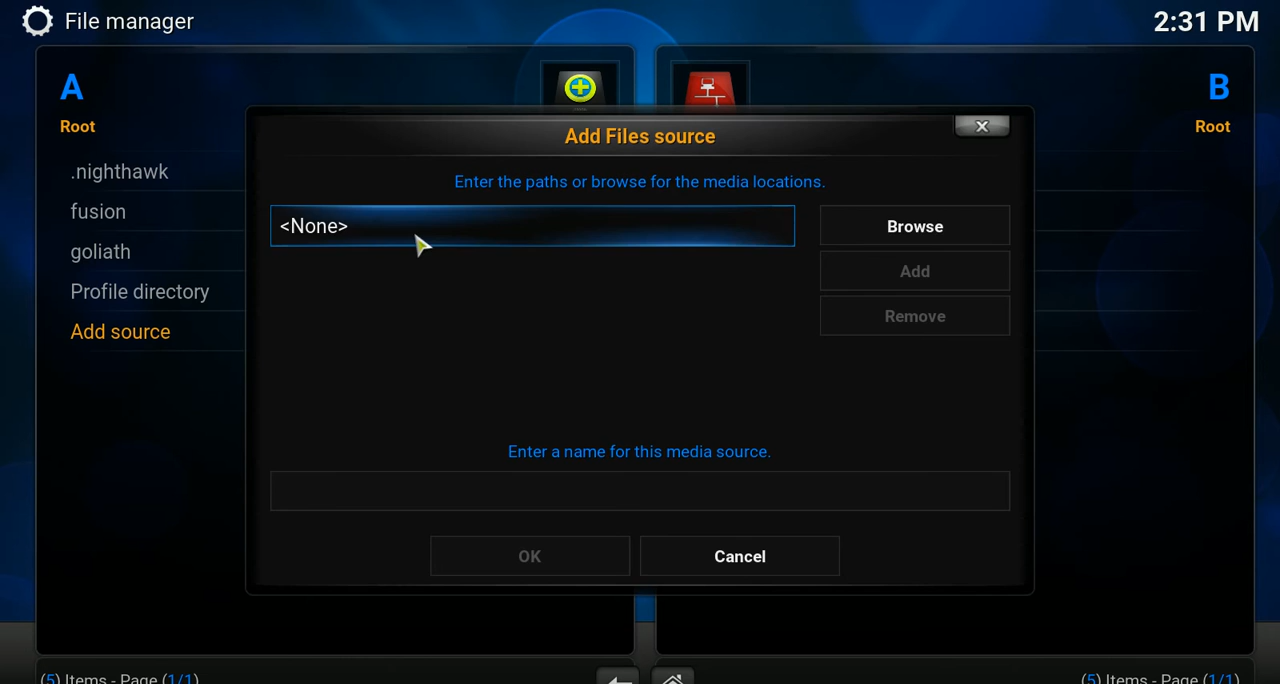 File manager
2:31 PM
A
B
Root
Root
Add Files source
Enter the paths or browse for the media locations.
.nighthawk
fusion
goliath
Profile directory
Add source
<None>
Browse
Add
Remove
Enter a name for this media source.
OK
Cancel
(5) Items - Page (1/1)
(5) Items - Page (1/1)